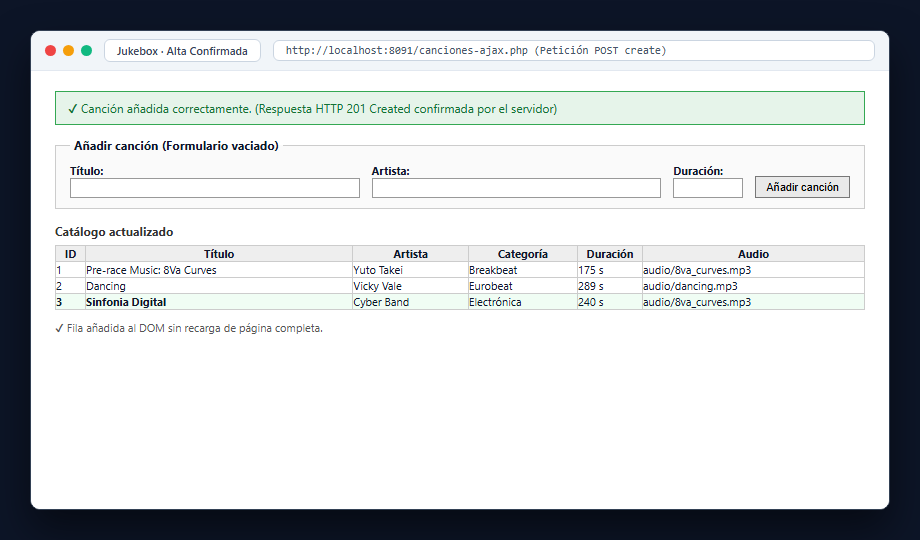 Jukebox · Alta Confirmada
http://localhost:8091/canciones-ajax.php (Petición POST create)
✓ Canción añadida correctamente. (Respuesta HTTP 201 Created confirmada por el servidor)
Añadir canción (Formulario vaciado)
Título: Artista: Duración:
Añadir canción
Catálogo actualizado
ID Título Artista Categoría Duración Audio
1 Pre-race Music: 8Va Curves Yuto Takei Breakbeat 175 s audio/8va_curves.mp3
2 Dancing Vicky Vale Eurobeat 289 s audio/dancing.mp3
3 Sinfonia Digital Cyber Band Electrónica 240 s audio/8va_curves.mp3
✓ Fila añadida al DOM sin recarga de página completa.